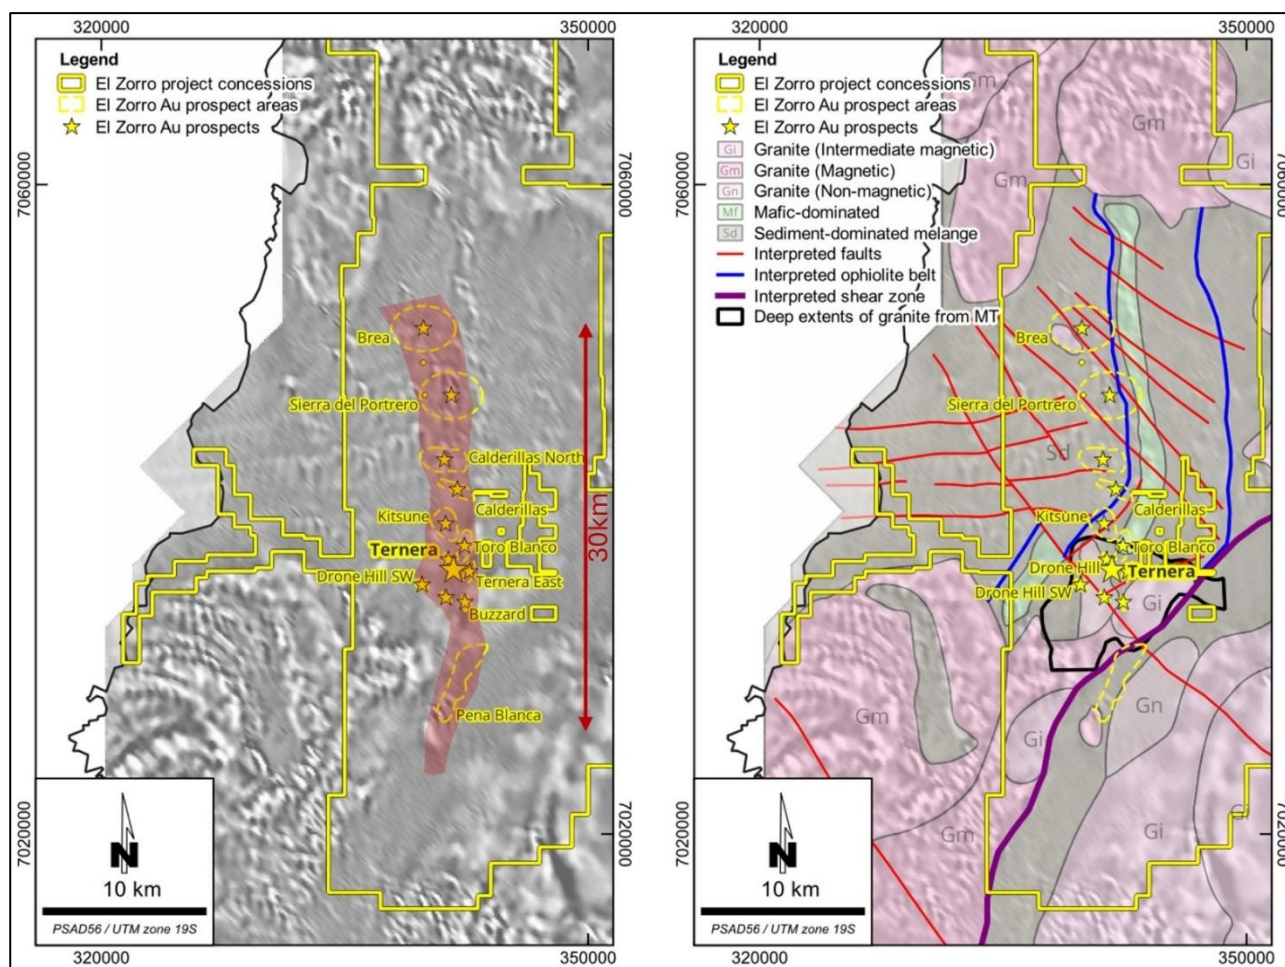 320000
350000
Legend
El Zorro project concessions
El Zorro Au prospect areas
El Zorro Au prospects
7060000
7060000
Brea
Sierra del Portrero
Calderillas North
Calderillas
Kitsune
Ternera
Toro Blanco
Drone Hill SW
Ternera East
Buzzard
Pena Blanca
30km
7020000
7020000
N
10 km
PSAD56 / UTM zone 19S
320000
350000
320000
350000
Legend
El Zorro project concessions
El Zorro Au prospect areas
El Zorro Au prospects
Gi Granite (Intermediate magnetic)
Gm Granite (Magnetic)
Gn Granite (Non-magnetic)
Mf Mafic-dominated
Sd Sediment-dominated melange
Interpreted faults
Interpreted ophiolite belt
Interpreted shear zone
Deep extents of granite from MT
Gm
Gm
Gi
Gm
7060000
7060000
Brea
Sierra del Portrero
Sd
Calderillas
Kitsune
Toro Blanco
Drone Hill
Ternera
Drone Hill SW
Gi
Gn
Gm
Gi
Gi
Gm
Gi
7020000
7020000
N
10 km
PSAD56 / UTM zone 19S
320000
350000